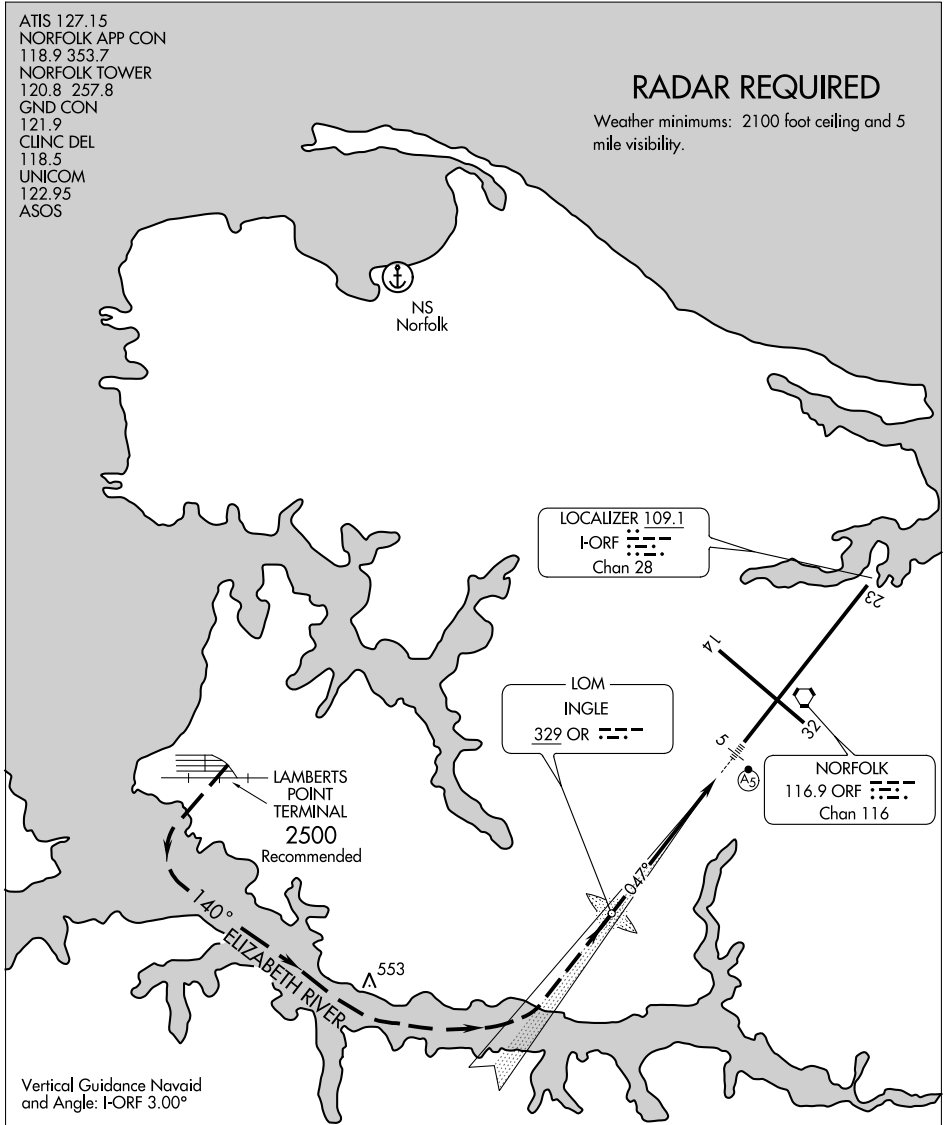 ATIS 127.15
NORFOLK APP CON
118.9 353.7
NORFOLK TOWER
120.8 257.8
GND CON
121.9
CLINC DEL
118.5
UNICOM
122.95
ASOS
RADAR REQUIRED
Weather minimums: 2100 foot ceiling and 5
mile visibility.
NS
Norfolk
LOCALIZER 109.1
I-ORF
Chan 28
23
14
32
5
A5
LOM
INGLE
329 OR
NORFOLK
116.9 ORF
Chan 116
LAMBERTS
POINT
TERMINAL
2500
Recommended
047°
140°
ELIZABETH RIVER
553
Vertical Guidance Navaid
and Angle: I-ORF 3.00°